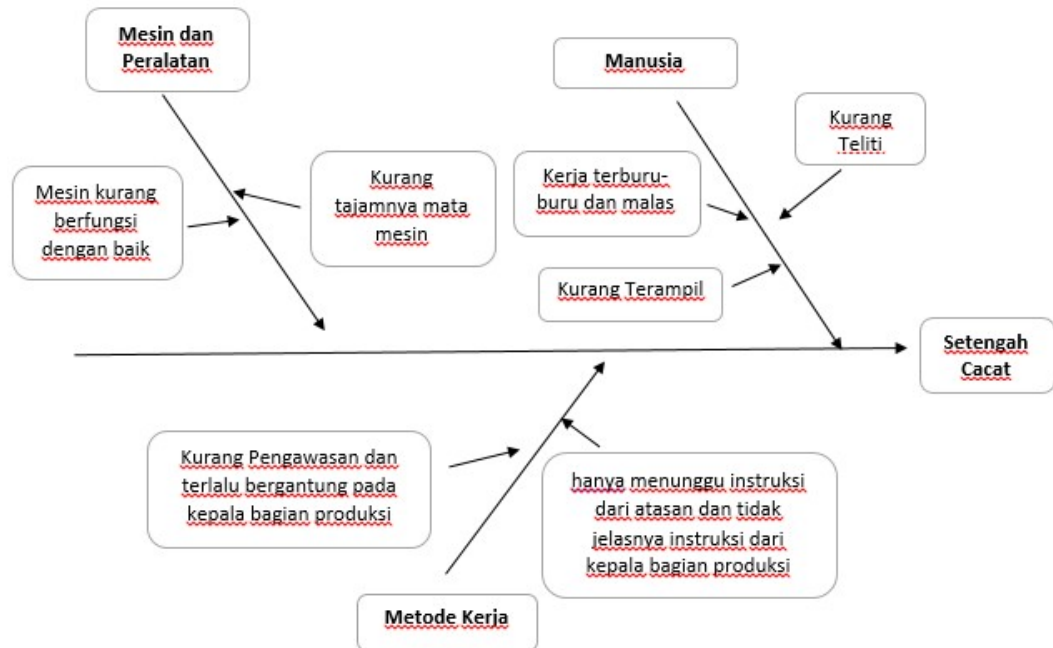 Mesin dan
Peralatan
Manusia
Kurang
Teliti
Mesin kurang
berfungsi
dengan baik
Kurang
tajamnya mata
mesin
Kerja terburu-
buru dan malas
Kurang Terampil
Setengah
Cacat
Kurang Pengawasan dan
terlalu bergantung pada
kepala bagian produksi
hanya menunggu instruksi
dari atasan dan tidak
jelasnya instruksi dari
kepala bagian produksi
Metode Kerja